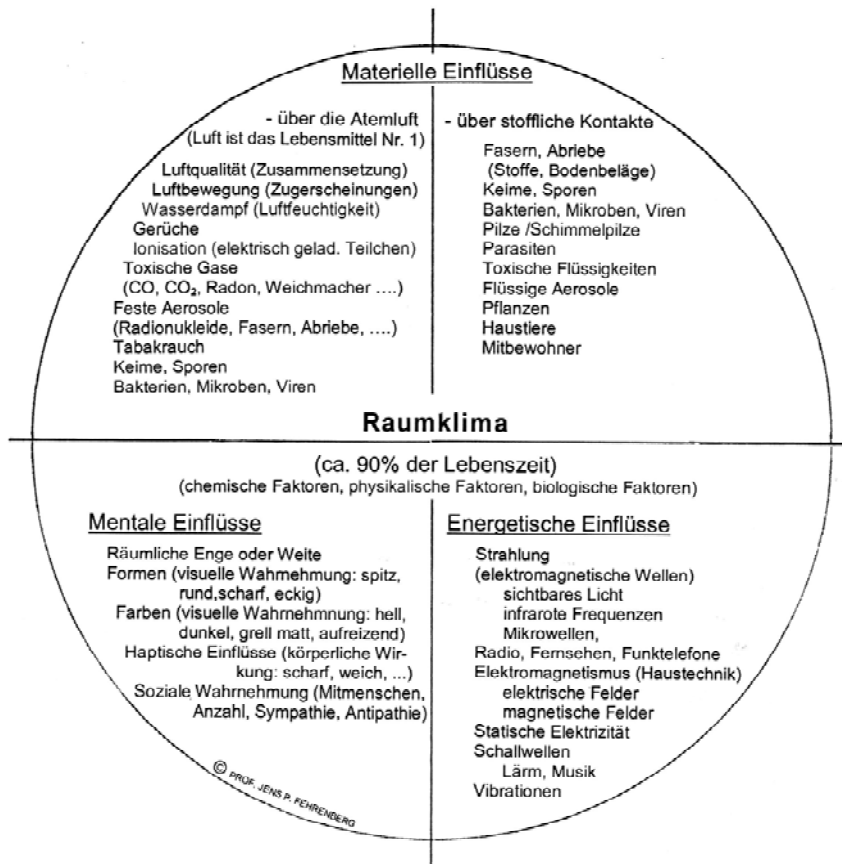 Materielle Einflüsse
- über die Atemluft
(Luft ist das Lebensmittel Nr. 1)
Luftqualität (Zusammensetzung)
Luftbewegung (Zugerscheinungen)
Wasserdampf (Luftfeuchtigkeit)
Gerüche
Ionisation (elektrisch gelad. Teilchen)
Toxische Gase
(CO, CO₂, Radon, Weichmacher ....)
Feste Aerosole
(Radionukleide, Fasern, Abriebe, ....)
Tabakrauch
Keime, Sporen
Bakterien, Mikroben, Viren
- über stoffliche Kontakte
Fasern, Abriebe
(Stoffe, Bodenbeläge)
Keime, Sporen
Bakterien, Mikroben, Viren
Pilze /Schimmelpilze
Parasiten
Toxische Flüssigkeiten
Flüssige Aerosole
Pflanzen
Haustiere
Mitbewohner
Raumklima
(ca. 90% der Lebenszeit)
(chemische Faktoren, physikalische Faktoren, biologische Faktoren)
Mentale Einflüsse
Räumliche Enge oder Weite
Formen (visuelle Wahrnehmung: spitz,
rund,scharf, eckig)
Farben (visuelle Wahrnehmnung: hell,
dunkel, grell matt, aufreizend)
Haptische Einflüsse (körperliche Wir-
kung: scharf, weich, ...)
Soziale Wahrnehmung (Mitmenschen,
Anzahl, Sympathie, Antipathie)
© PROF. JENS P. FEHRENBERG
Energetische Einflüsse
Strahlung
(elektromagnetische Wellen)
sichtbares Licht
infrarote Frequenzen
Mikrowellen,
Radio, Fernsehen, Funktelefone
Elektromagnetismus (Haustechnik)
elektrische Felder
magnetische Felder
Statische Elektrizität
Schallwellen
Lärm, Musik
Vibrationen